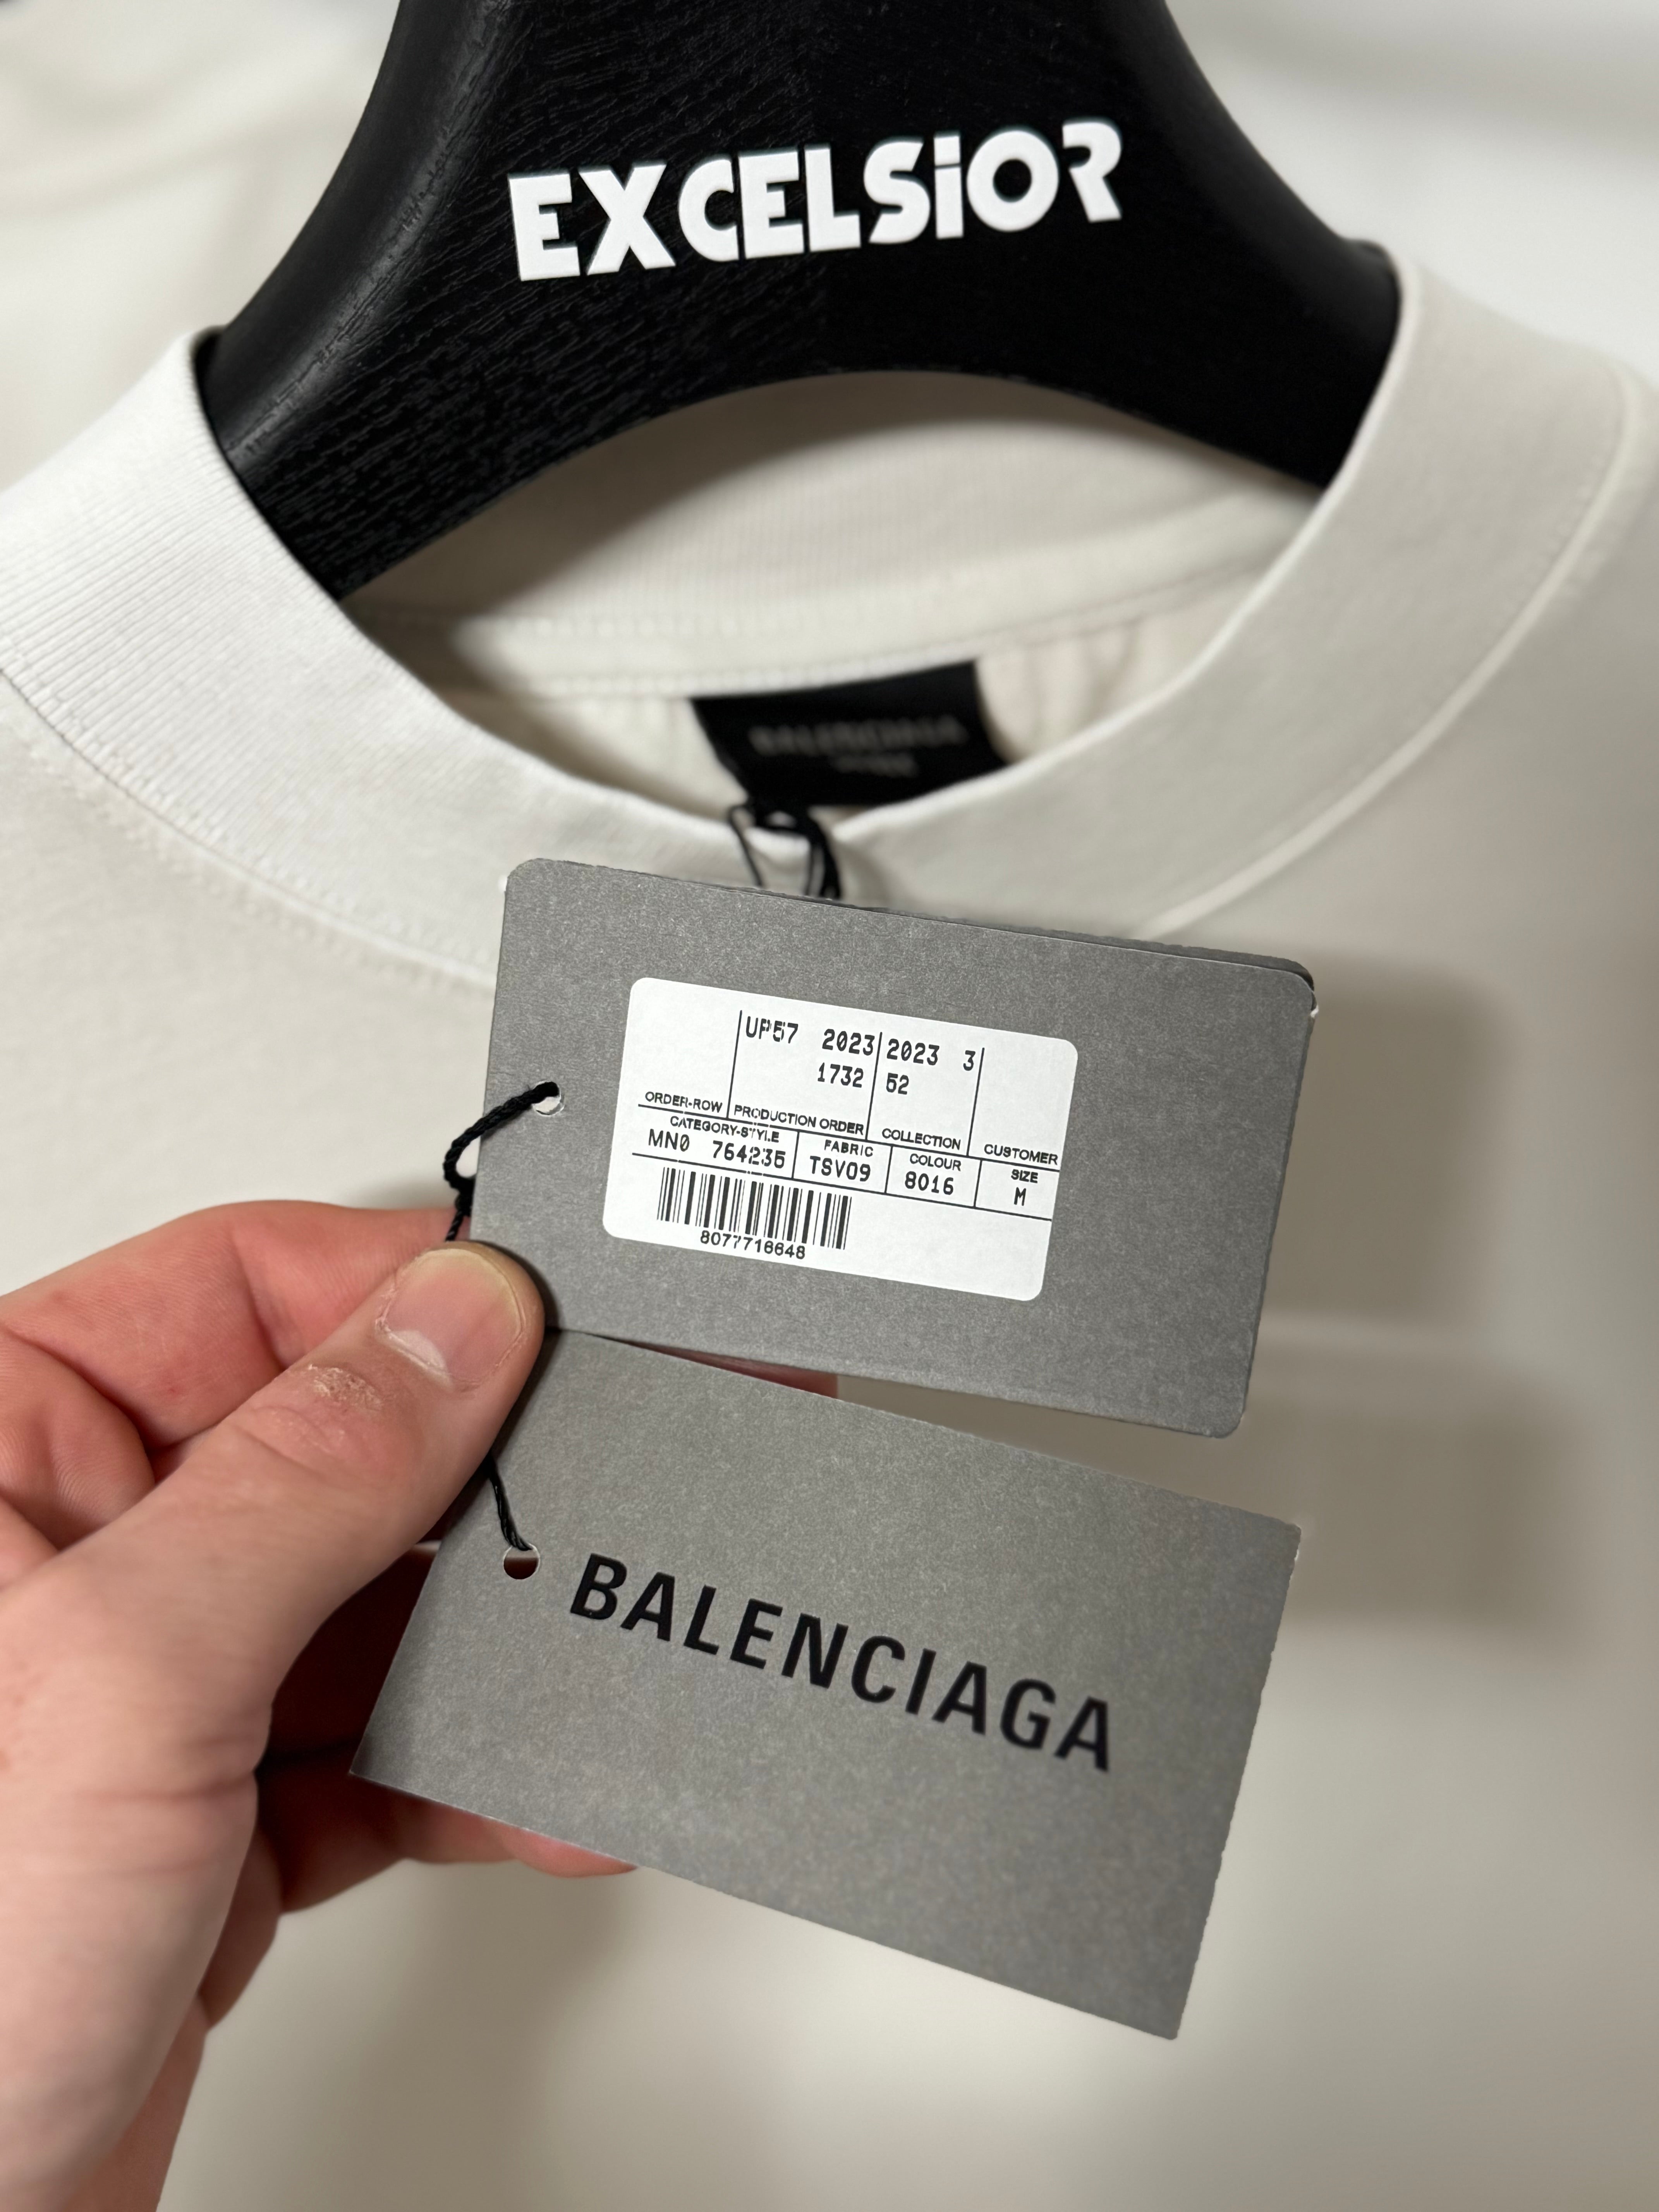 EXCELSiOR
BALENCIAGA
UP57 2023 2023 3
1732 52
ORDER-ROW PRODUCTION ORDER COLLECTION CUSTOMER
CATEGORY-STYLE FABRIC COLOUR SIZE
MN0 764235 TSV09 8016 M
8077716648
BALENCIAGA